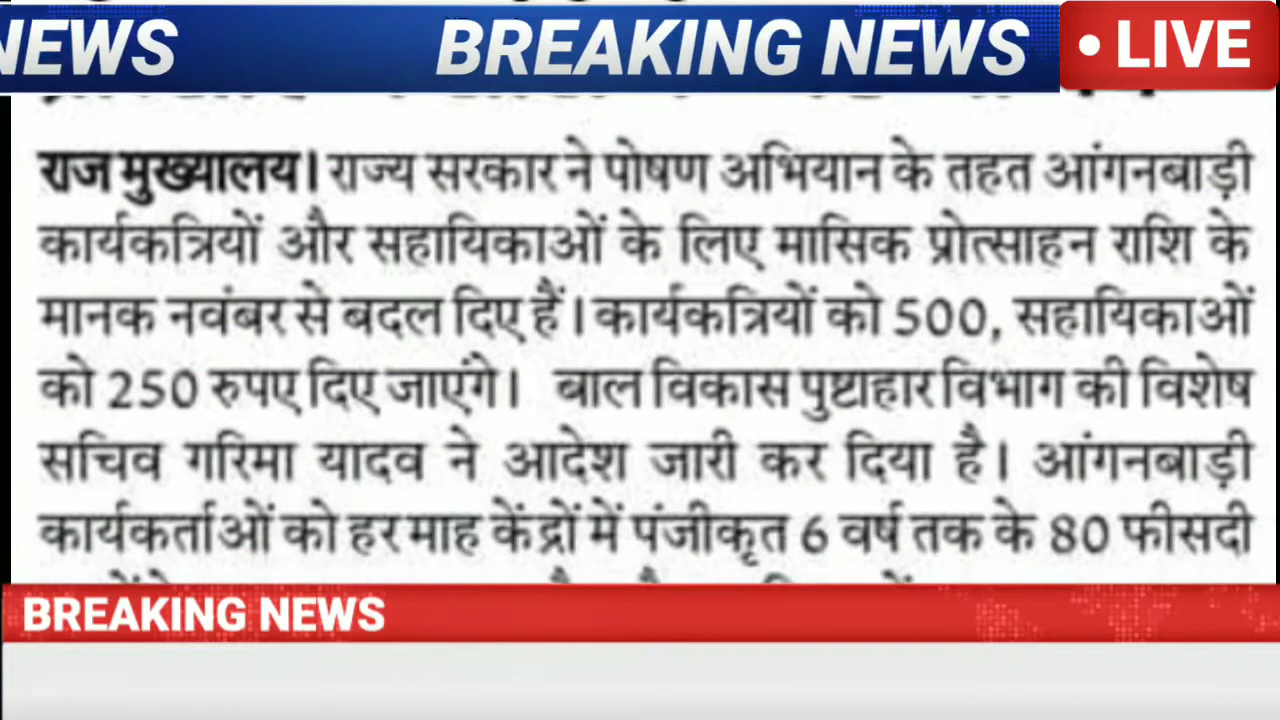 NEWS BREAKING NEWS LIVE
राज मुख्यालय। राज्य सरकार ने पोषण अभियान के तहत आंगनबाड़ी
कार्यकत्रियों और सहायिकाओं के लिए मासिक प्रोत्साहन राशि के
मानक नवंबर से बदल दिए हैं। कार्यकत्रियों को 500, सहायिकाओं
को 250 रुपए दिए जाएंगे। बाल विकास पुष्टाहार विभाग की विशेष
सचिव गरिमा यादव ने आदेश जारी कर दिया है। आंगनबाड़ी
कार्यकर्ताओं को हर माह केंद्रों में पंजीकृत 6 वर्ष तक के 80 फीसदी
BREAKING NEWS